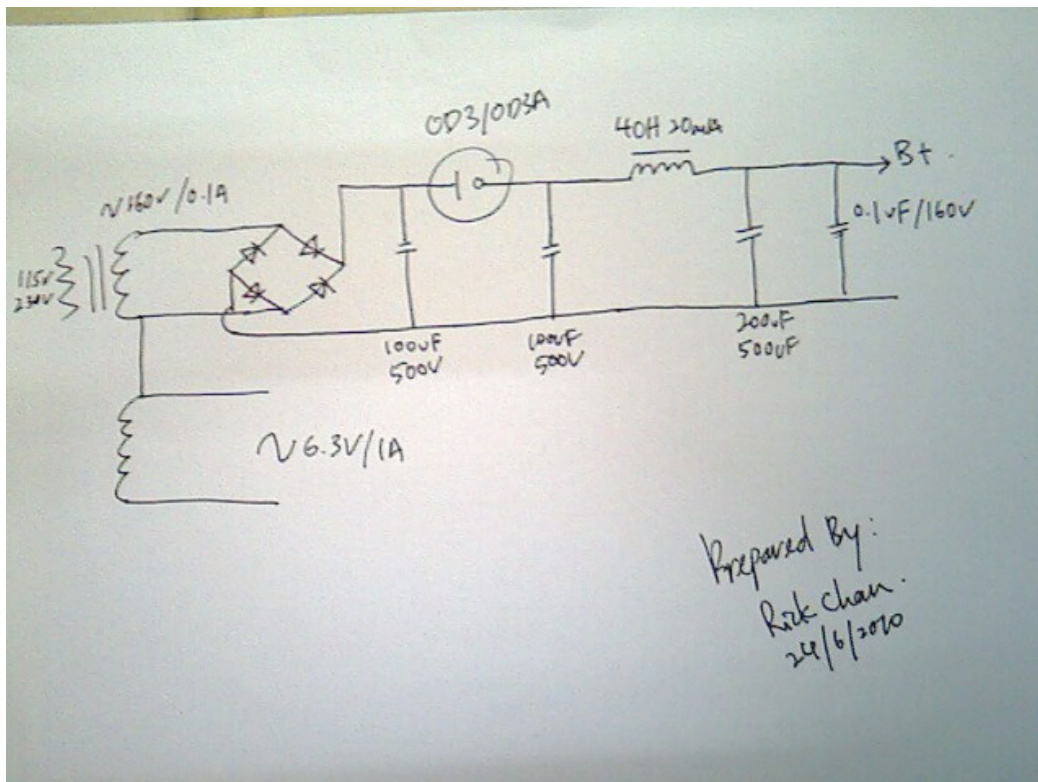 OD3/OD3A
40H 20mA
B+.
~160V/0.1A
0.1uF/160V
115V
230V
100uF
500V
100uF
500V
200uF
500uF
~6.3V/1A
Prepared By:
Rick Chan.
24/6/2010